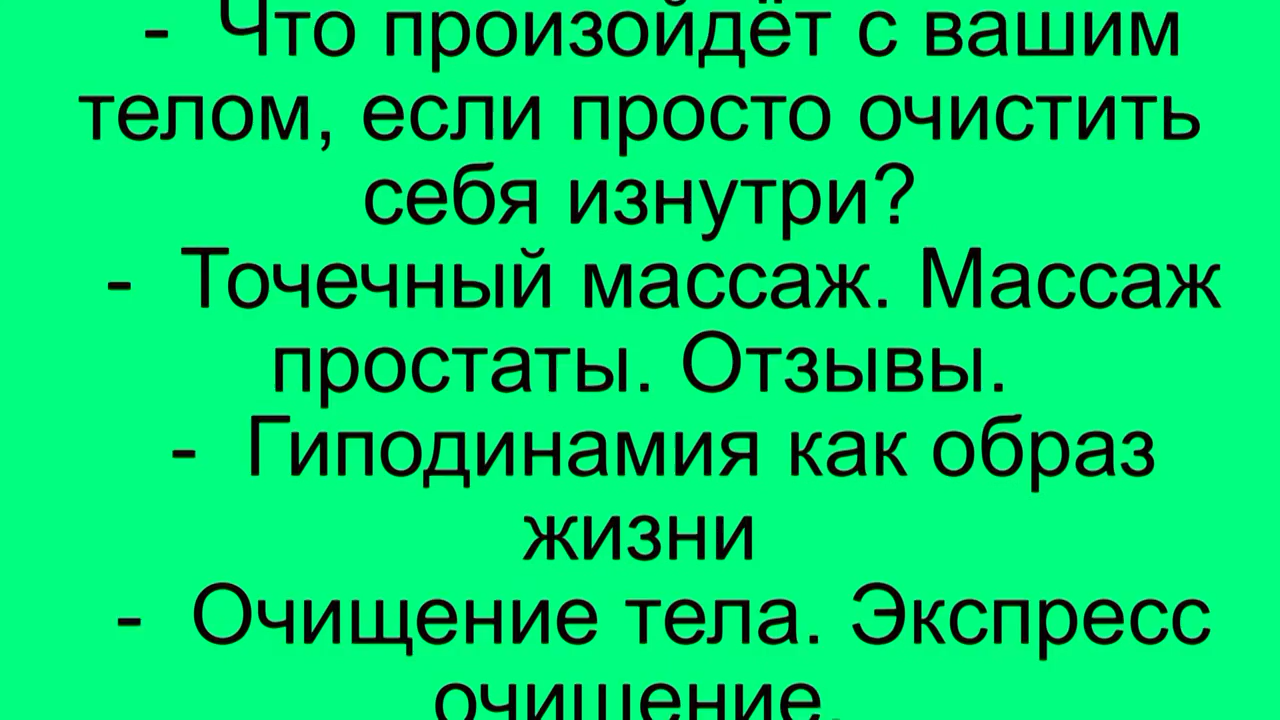 - Что произойдёт с вашим
телом, если просто очистить
себя изнутри?
- Точечный массаж. Массаж
простаты. Отзывы.
- Гиподинамия как образ
жизни
- Очищение тела. Экспресс
очищение.